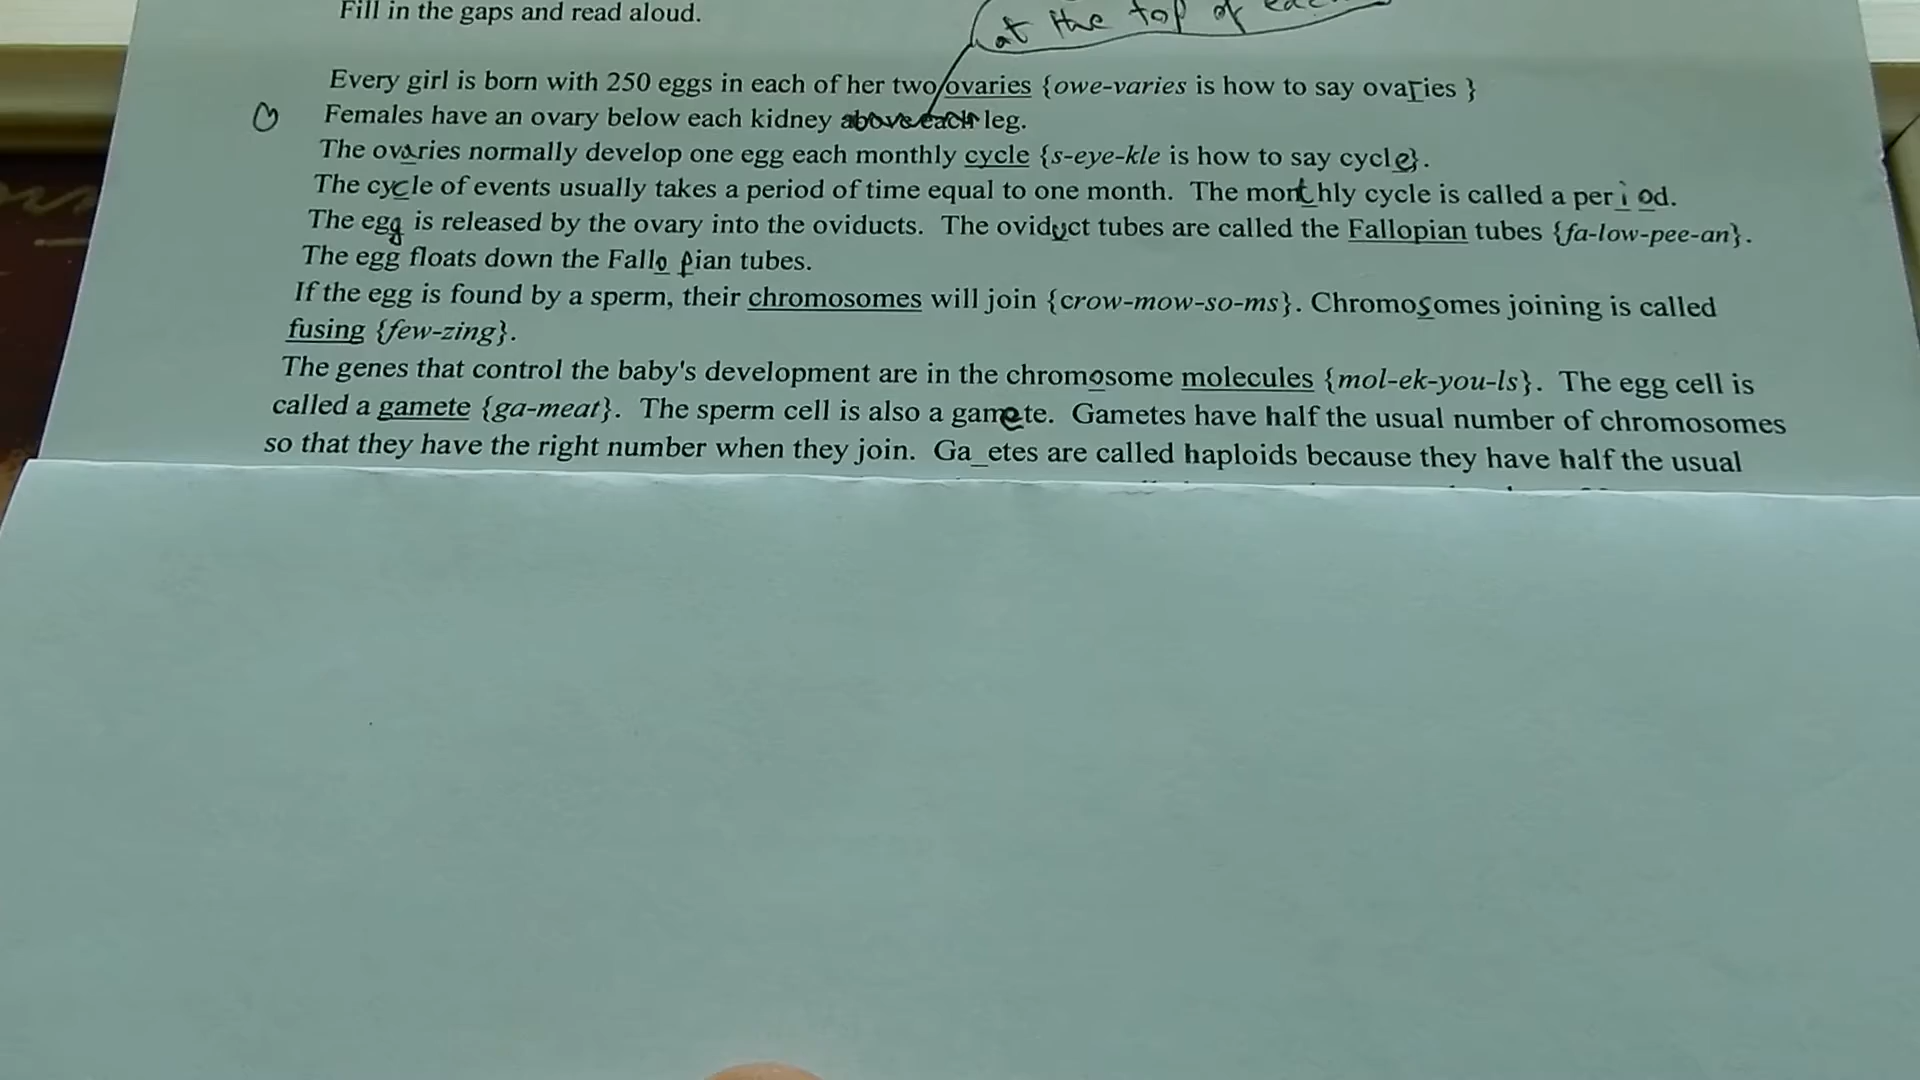 Fill in the gaps and read aloud.
at the top of
Every girl is born with 250 eggs in each of her two ovaries {owe-varies is how to say ovaries }
Females have an ovary below each kidney above each leg.
The ovaries normally develop one egg each monthly cycle {s-eye-kle is how to say cycle}.
The cycle of events usually takes a period of time equal to one month. The monthly cycle is called a period.
The egg is released by the ovary into the oviducts. The oviduct tubes are called the Fallopian tubes {fa-low-pee-an}.
The egg floats down the Fallopian tubes.
If the egg is found by a sperm, their chromosomes will join {crow-mow-so-ms}. Chromosomes joining is called
fusing {few-zing}.
The genes that control the baby's development are in the chromosome molecules {mol-ek-you-ls}. The egg cell is
called a gamete {ga-meat}. The sperm cell is also a gamete. Gametes have half the usual number of chromosomes
so that they have the right number when they join. Ga_etes are called haploids because they have half the usual